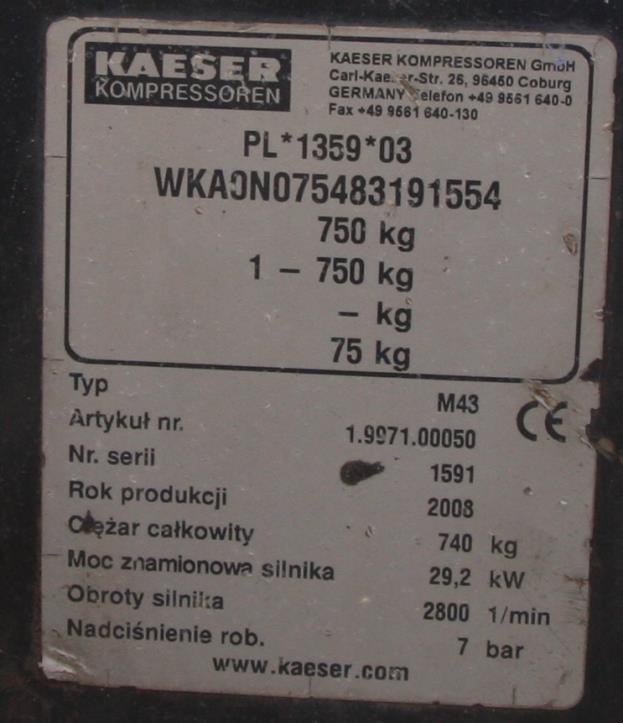 KAESER
KOMPRESSOREN
KAESER KOMPRESSOREN GmbH
Carl-Kaeser-Str. 26, 96450 Coburg
GERMANY Telefon +49 9561 640-0
Fax +49 9561 640-130
PL*1359*03
WKA0N075483191554
750 kg
1 – 750 kg
– kg
75 kg
Typ M43
CE
Artykuł nr. 1.9971.00050
Nr. serii 1591
Rok produkcji 2008
Ciężar całkowity 740 kg
Moc znamionowa silnika 29,2 kW
Obroty silnika 2800 1/min
Nadciśnienie rob. 7 bar
www.kaeser.com